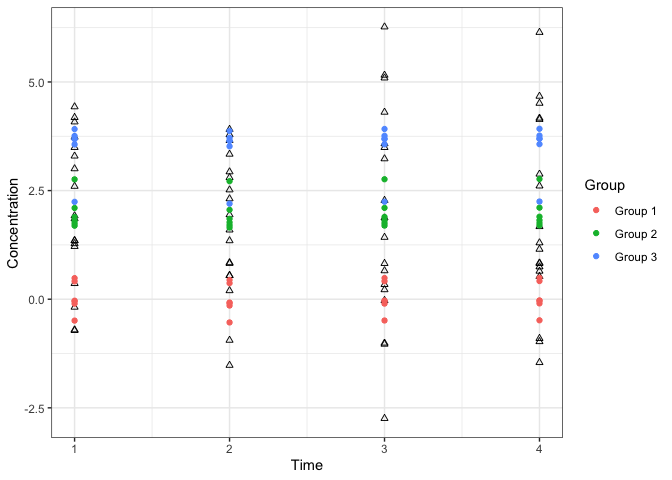 5.0
2.5
0.0
-2.5
Concentration
1 2 3 4
Time
Group
Group 1
Group 2
Group 3